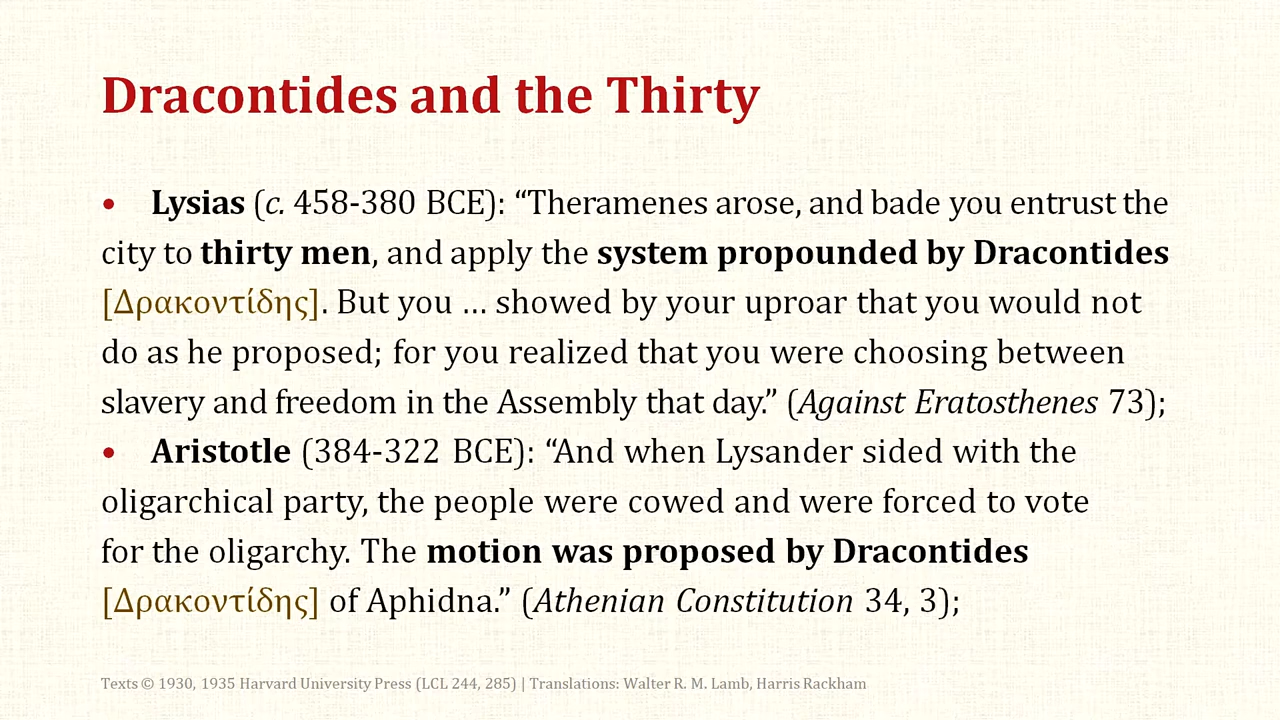 Dracontides and the Thirty
• Lysias (c. 458-380 BCE): “Theramenes arose, and bade you entrust the
city to thirty men, and apply the system propounded by Dracontides
[Δρακοντίδης]. But you … showed by your uproar that you would not
do as he proposed; for you realized that you were choosing between
slavery and freedom in the Assembly that day.” (Against Eratosthenes 73);
• Aristotle (384-322 BCE): “And when Lysander sided with the
oligarchical party, the people were cowed and were forced to vote
for the oligarchy. The motion was proposed by Dracontides
[Δρακοντίδης] of Aphidna.” (Athenian Constitution 34, 3);
Texts © 1930, 1935 Harvard University Press (LCL 244, 285) | Translations: Walter R. M. Lamb, Harris Rackham